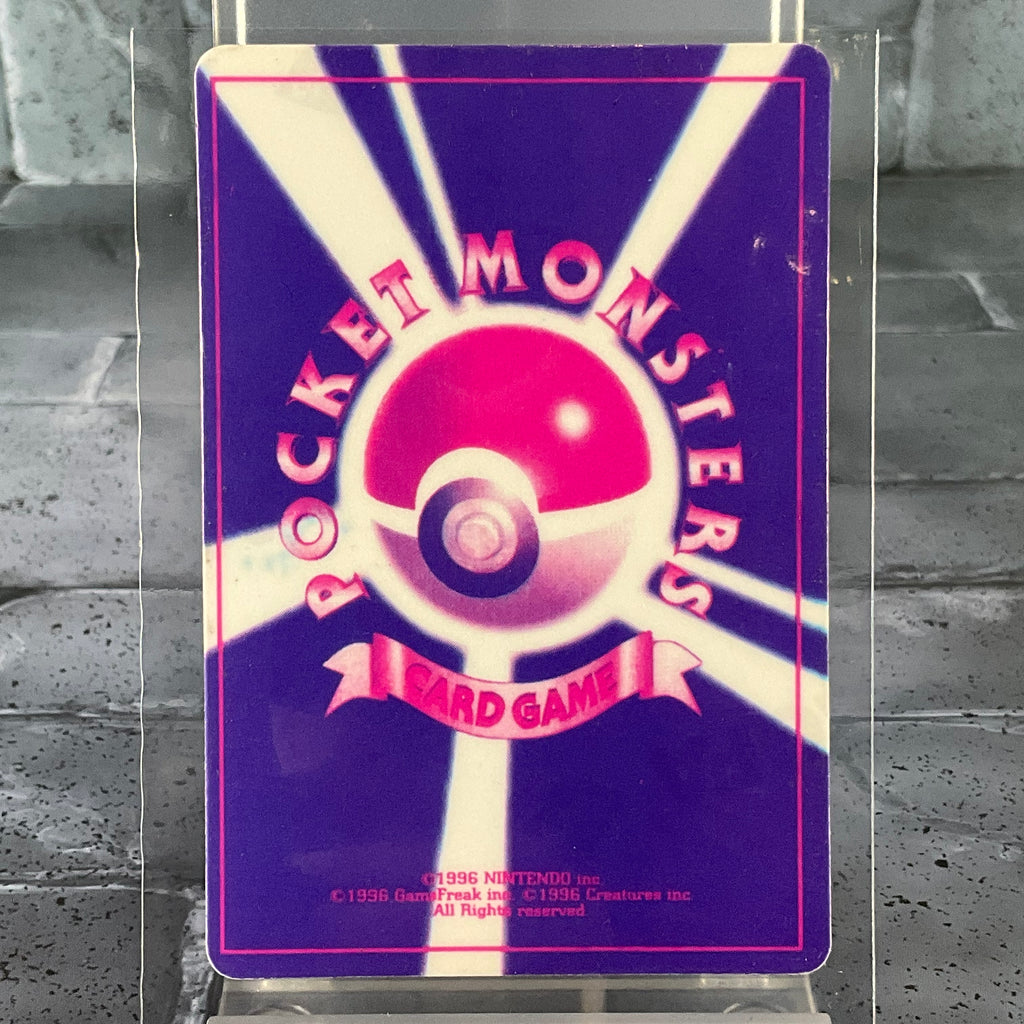 POCKET MONSTERS
CARD GAME
©1996 NINTENDO inc.
©1996 GameFreak inc. ©1996 Creatures inc.
All Rights reserved